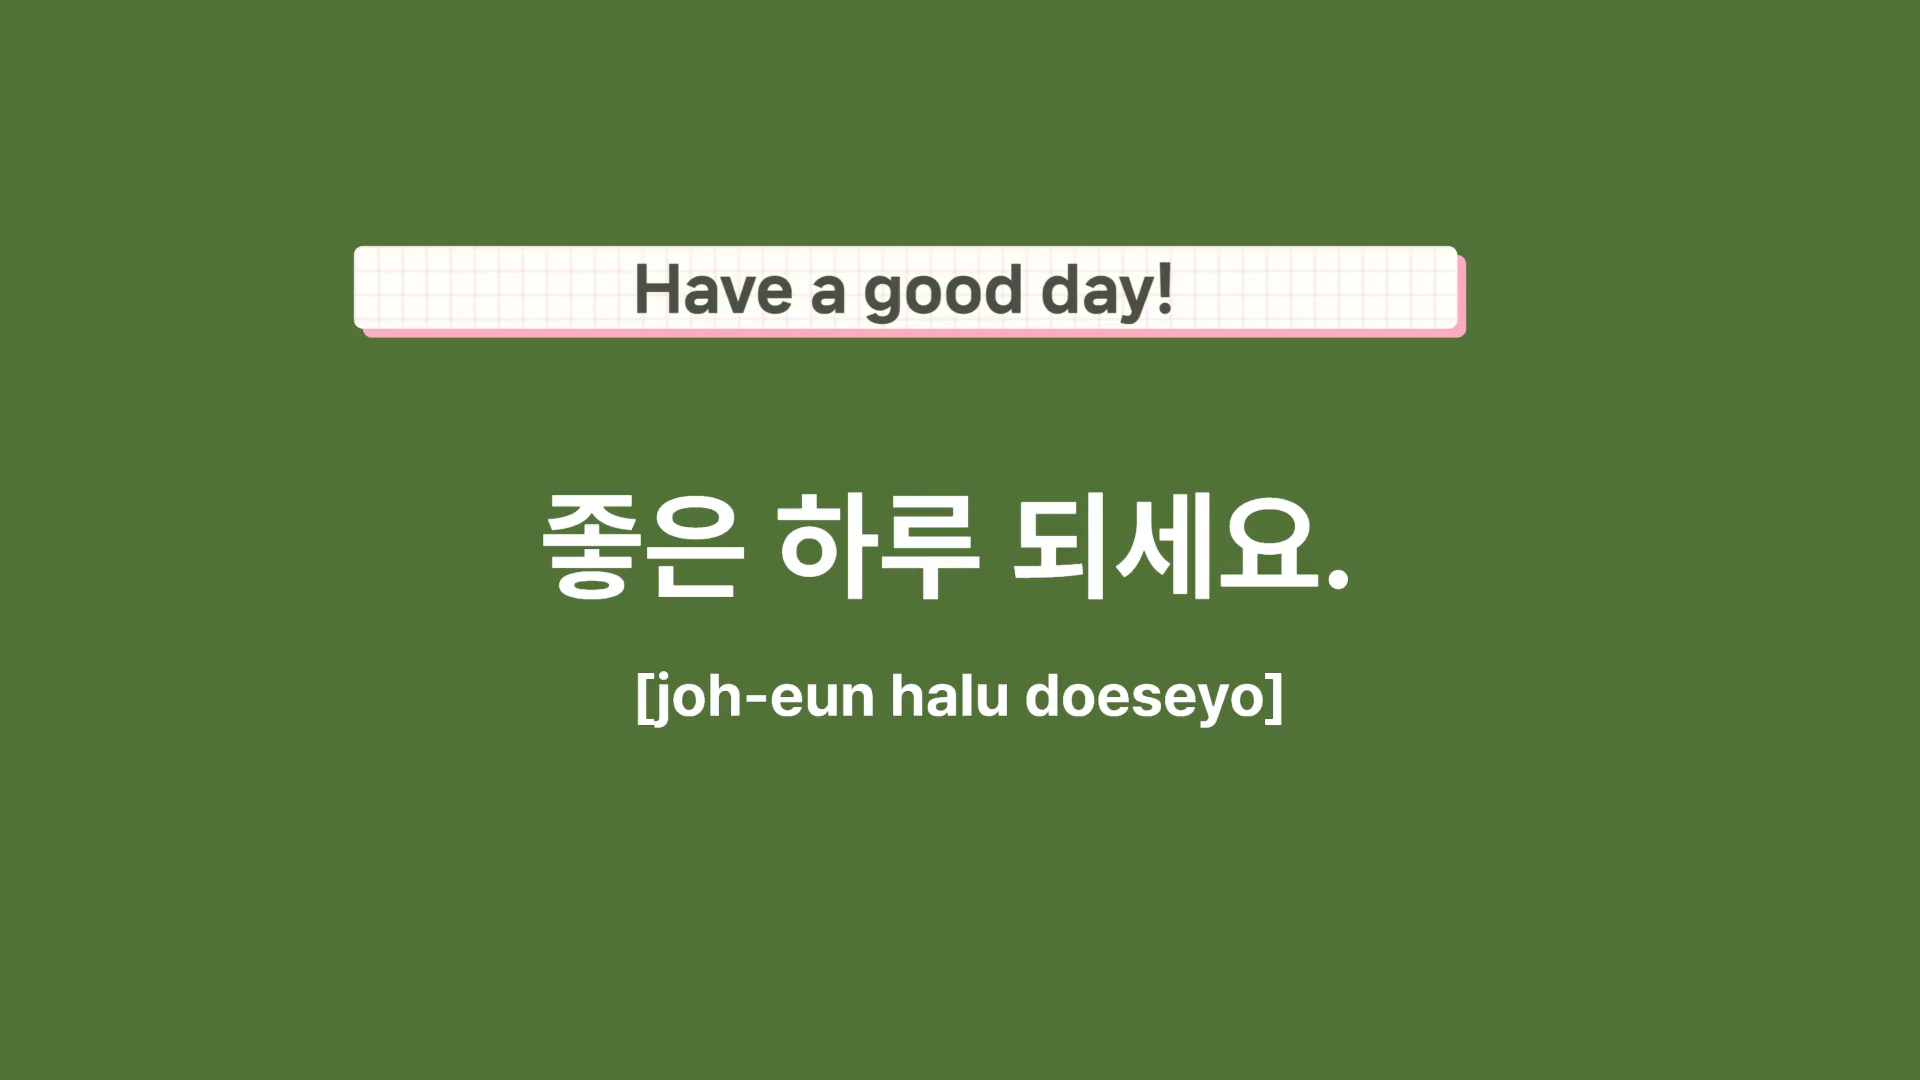 Have a good day!
좋은 하루 되세요.
[joh-eun halu doeseyo]